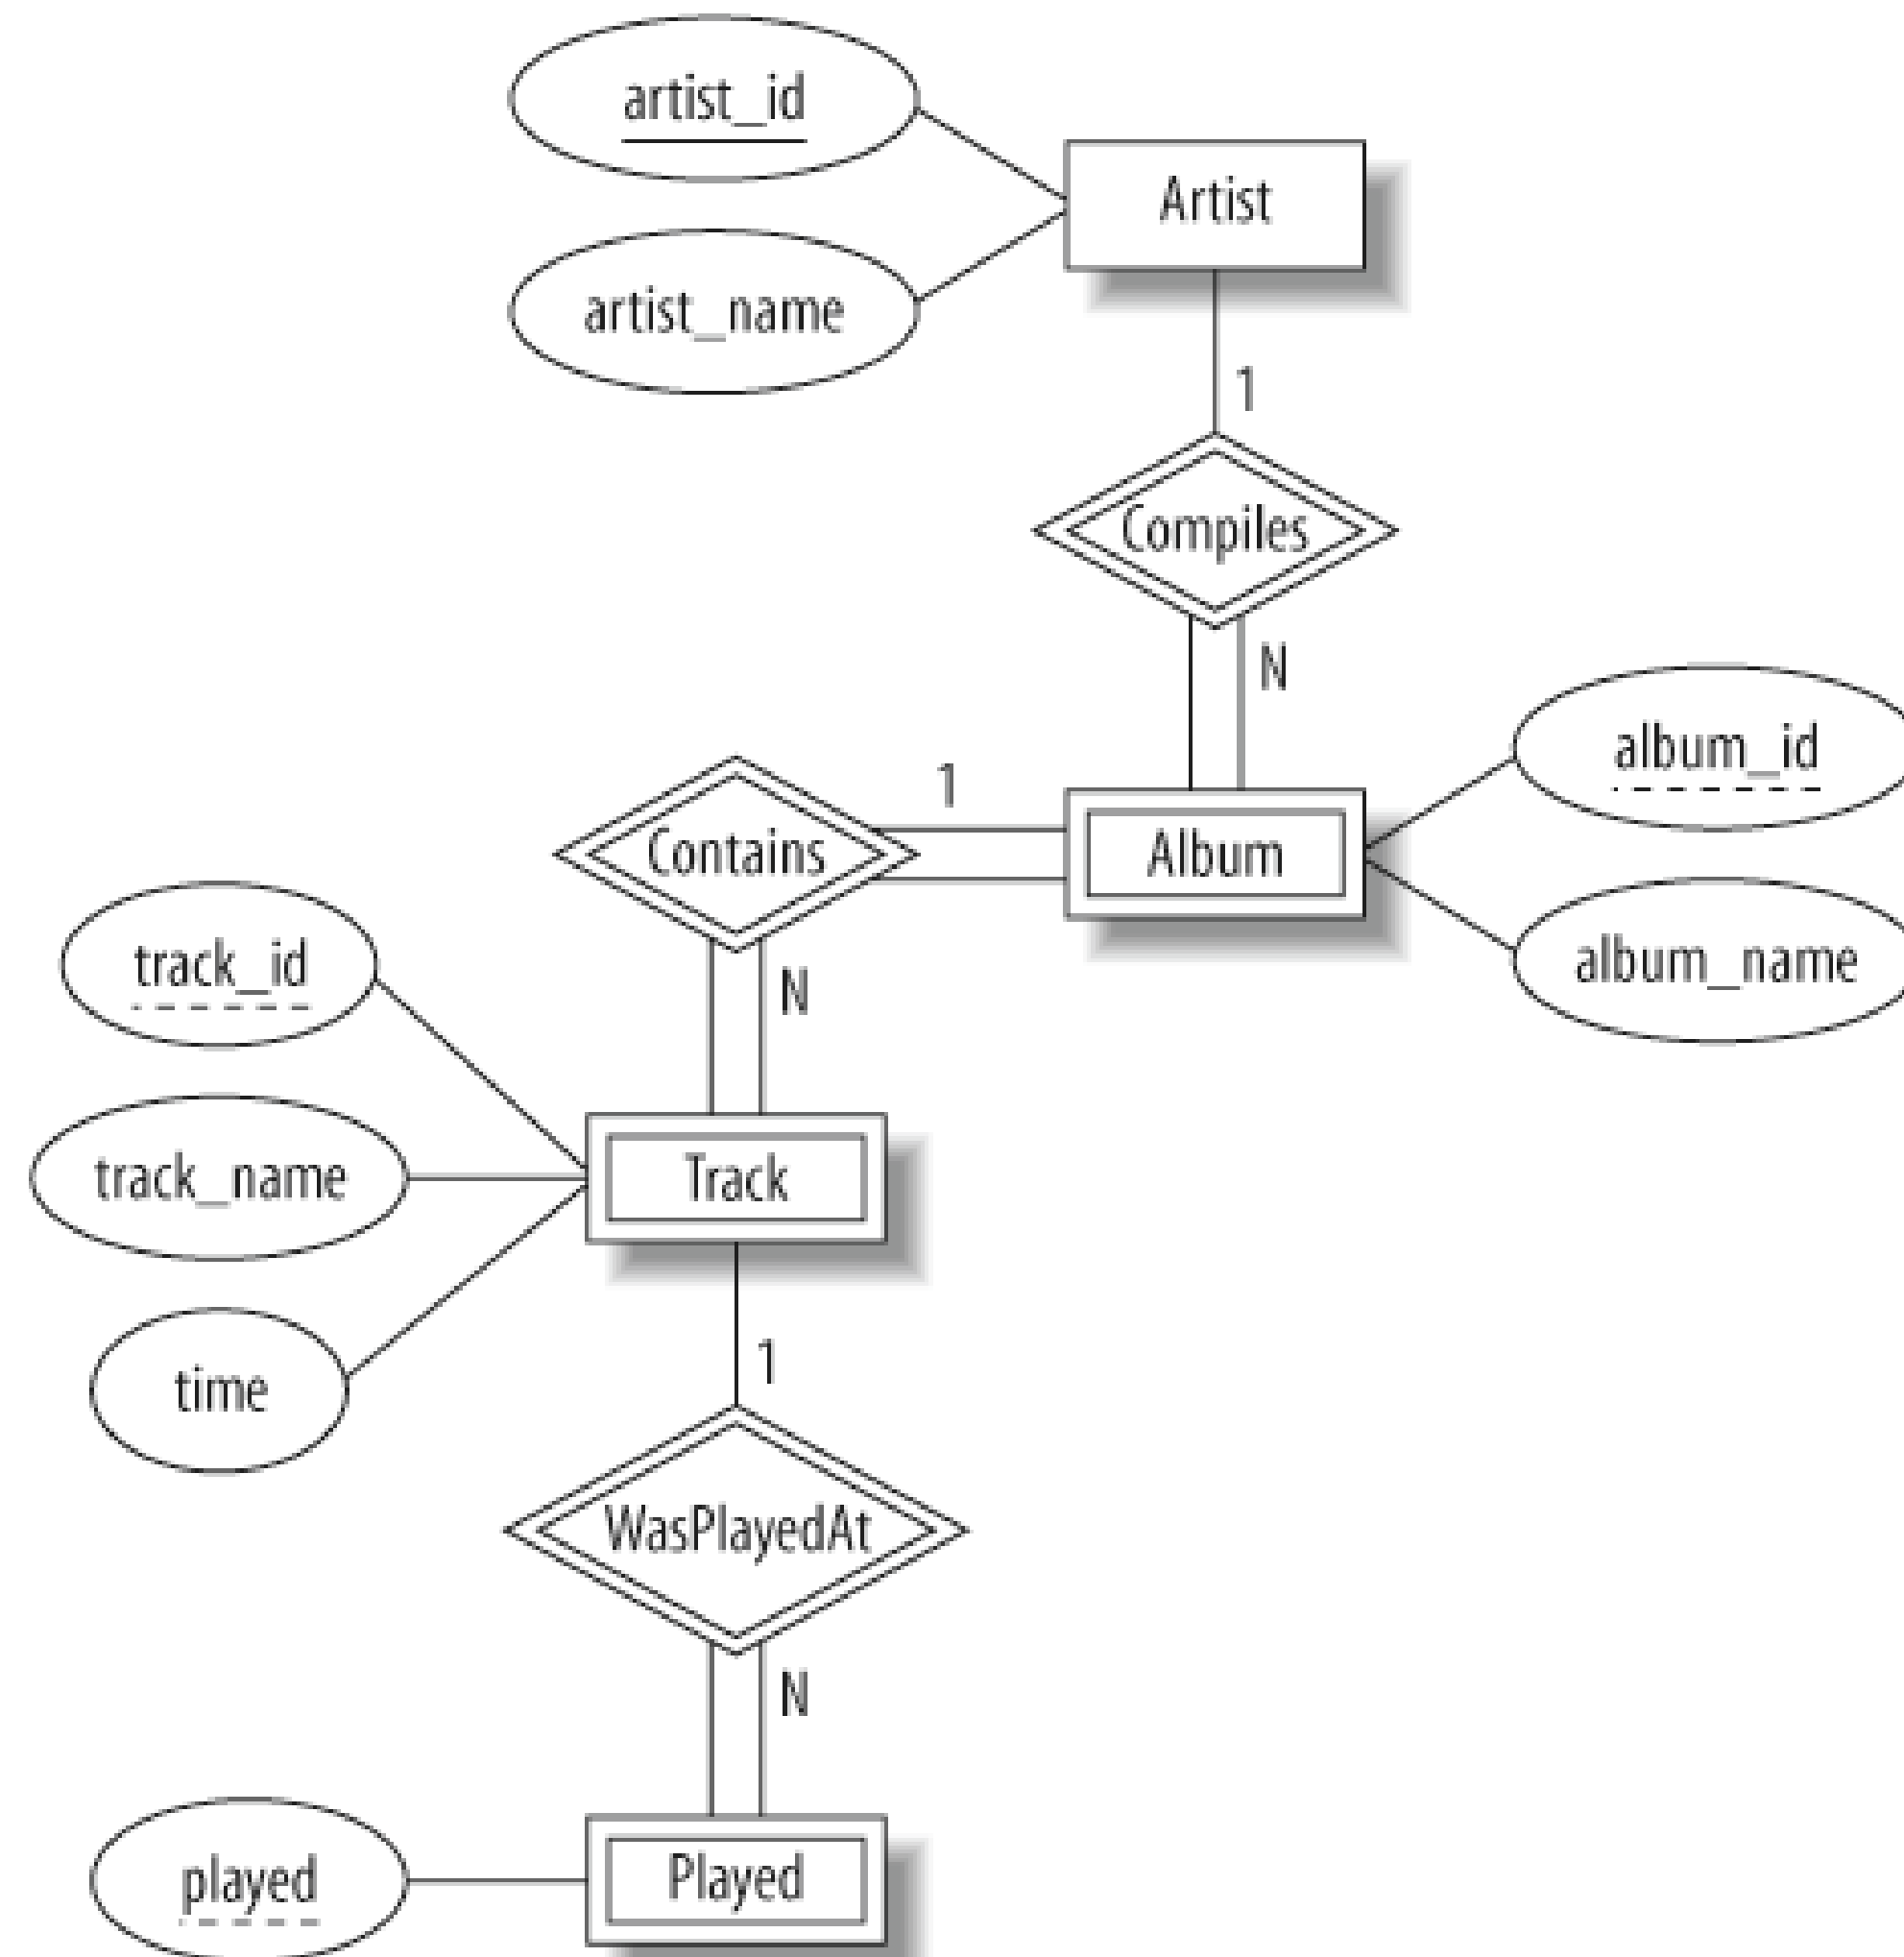 artist_id
Artist
artist_name
1
Compiles
N
album_id
1
Contains
Album
album_name
track_id
N
track_name
Track
time
1
WasPlayedAt
N
played
Played